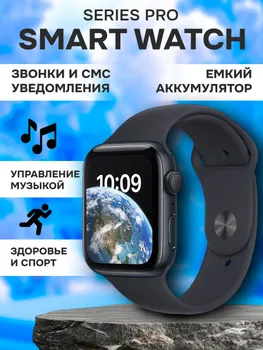 SERIES PRO
SMART WATCH
ЗВОНКИ И СМС
УВЕДОМЛЕНИЯ
ЕМКИЙ
АККУМУЛЯТОР
10:09
УПРАВЛЕНИЕ
МУЗЫКОЙ
ЗДОРОВЬЕ
И СПОРТ